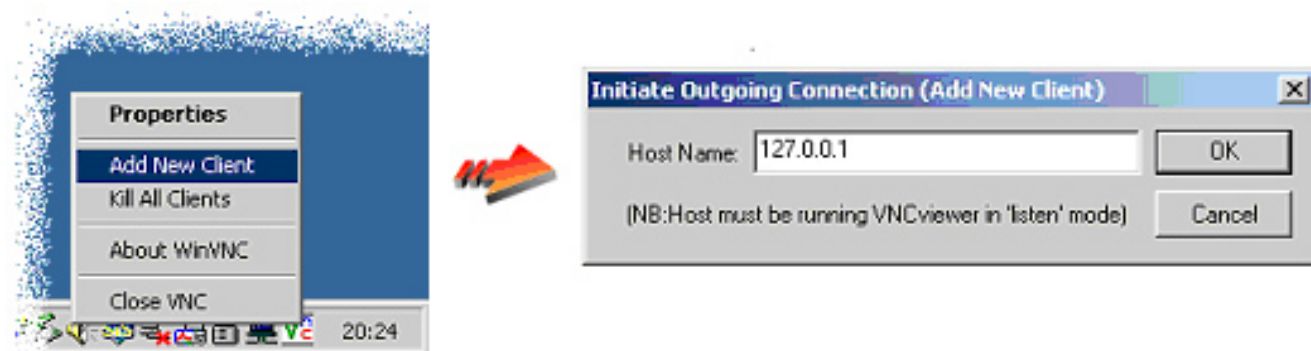 Properties
Add New Client
Kill All Clients
About WinVNC
Close VNC
20:24
Initiate Outgoing Connection (Add New Client)
Host Name: 127.0.0.1
OK
(NB:Host must be running VNCviewer in 'listen' mode)
Cancel